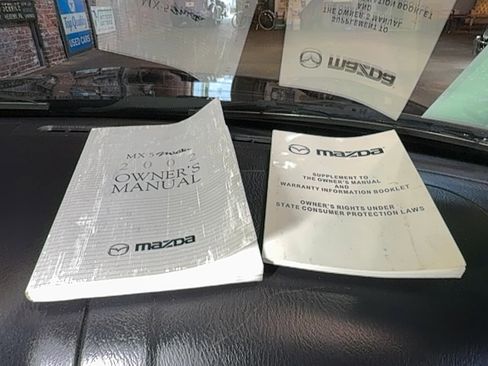 USED CARS
MX-5 Miata
2002
OWNER'S
MANUAL
mazda
mazda
SUPPLEMENT TO
THE OWNER'S MANUAL
AND
WARRANTY INFORMATION BOOKLET
OWNER'S RIGHTS UNDER
STATE CONSUMER PROTECTION LAWS